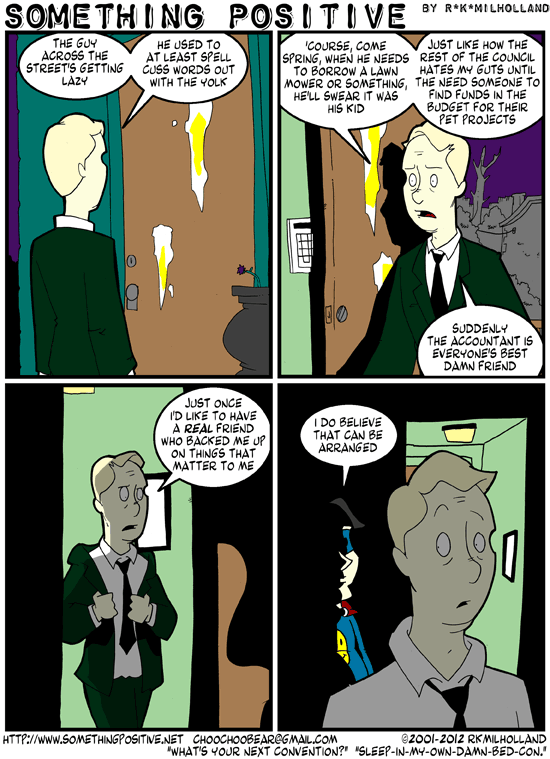 SOMETHING POSITIVE BY R*K*MILHOLLAND
THE GUY
ACROSS THE
STREET'S GETTING
LAZY
HE USED TO
AT LEAST SPELL
CUSS WORDS OUT
WITH THE YOLK
'COURSE, COME
SPRING, WHEN HE NEEDS
TO BORROW A LAWN
MOWER OR SOMETHING,
HE'LL SWEAR IT WAS
HIS KID
JUST LIKE HOW THE
REST OF THE COUNCIL
HATES MY GUTS UNTIL
THE NEED SOMEONE TO
FIND FUNDS IN THE
BUDGET FOR THEIR
PET PROJECTS
SUDDENLY
THE ACCOUNTANT IS
EVERYONE'S BEST
DAMN FRIEND
JUST ONCE
I'D LIKE TO HAVE
A REAL FRIEND
WHO BACKED ME UP
ON THINGS THAT
MATTER TO ME
I DO BELIEVE
THAT CAN BE
ARRANGED
HTTP://WWW.SOMETHINGPOSITIVE.NET CHOOCHOOBEAR@GMAIL.COM ©2001-2012 RKMILHOLLAND
"WHAT'S YOUR NEXT CONVENTION?" "SLEEP-IN-MY-OWN-DAMN-BED-CON."